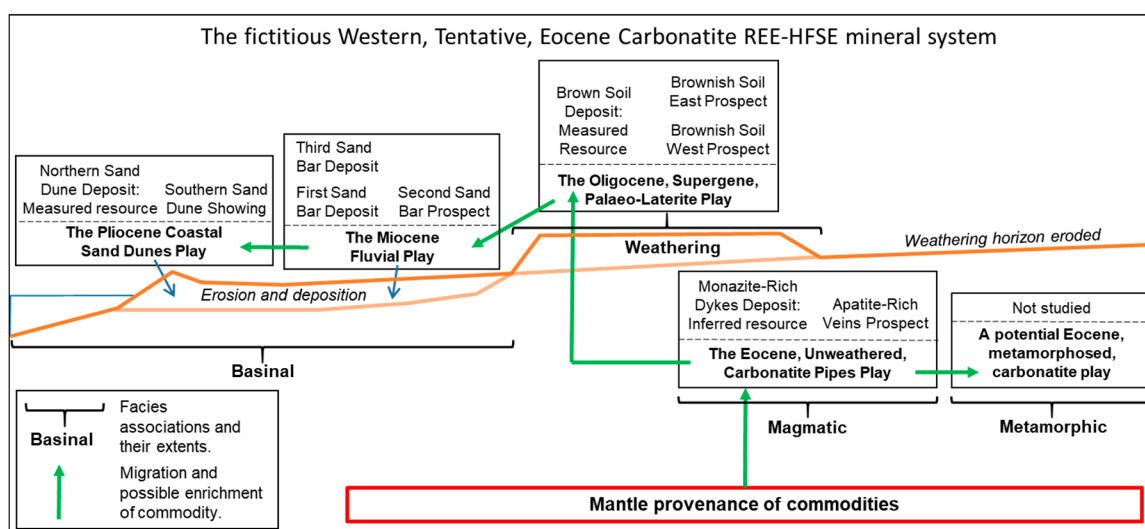 The fictitious Western, Tentative, Eocene Carbonatite REE-HFSE mineral system
Northern Sand
Dune Deposit:
Measured resource
Southern Sand
Dune Showing
The Pliocene Coastal
Sand Dunes Play
Third Sand
Bar Deposit
First Sand
Bar Deposit
Second Sand
Bar Prospect
The Miocene
Fluvial Play
Brown Soil
Deposit:
Measured
Resource
Brownish Soil
East Prospect
Brownish Soil
West Prospect
The Oligocene, Supergene,
Palaeo-Laterite Play
Weathering
Weathering horizon eroded
Erosion and deposition
Basinal
Monazite-Rich
Dykes Deposit:
Inferred resource
Apatite-Rich
Veins Prospect
The Eocene, Unweathered,
Carbonatite Pipes Play
Magmatic
Not studied
A potential Eocene,
metamorphosed,
carbonatite play
Metamorphic
Basinal
Facies
associations and
their extents.
Migration and
possible enrichment
of commodity.
Mantle provenance of commodities